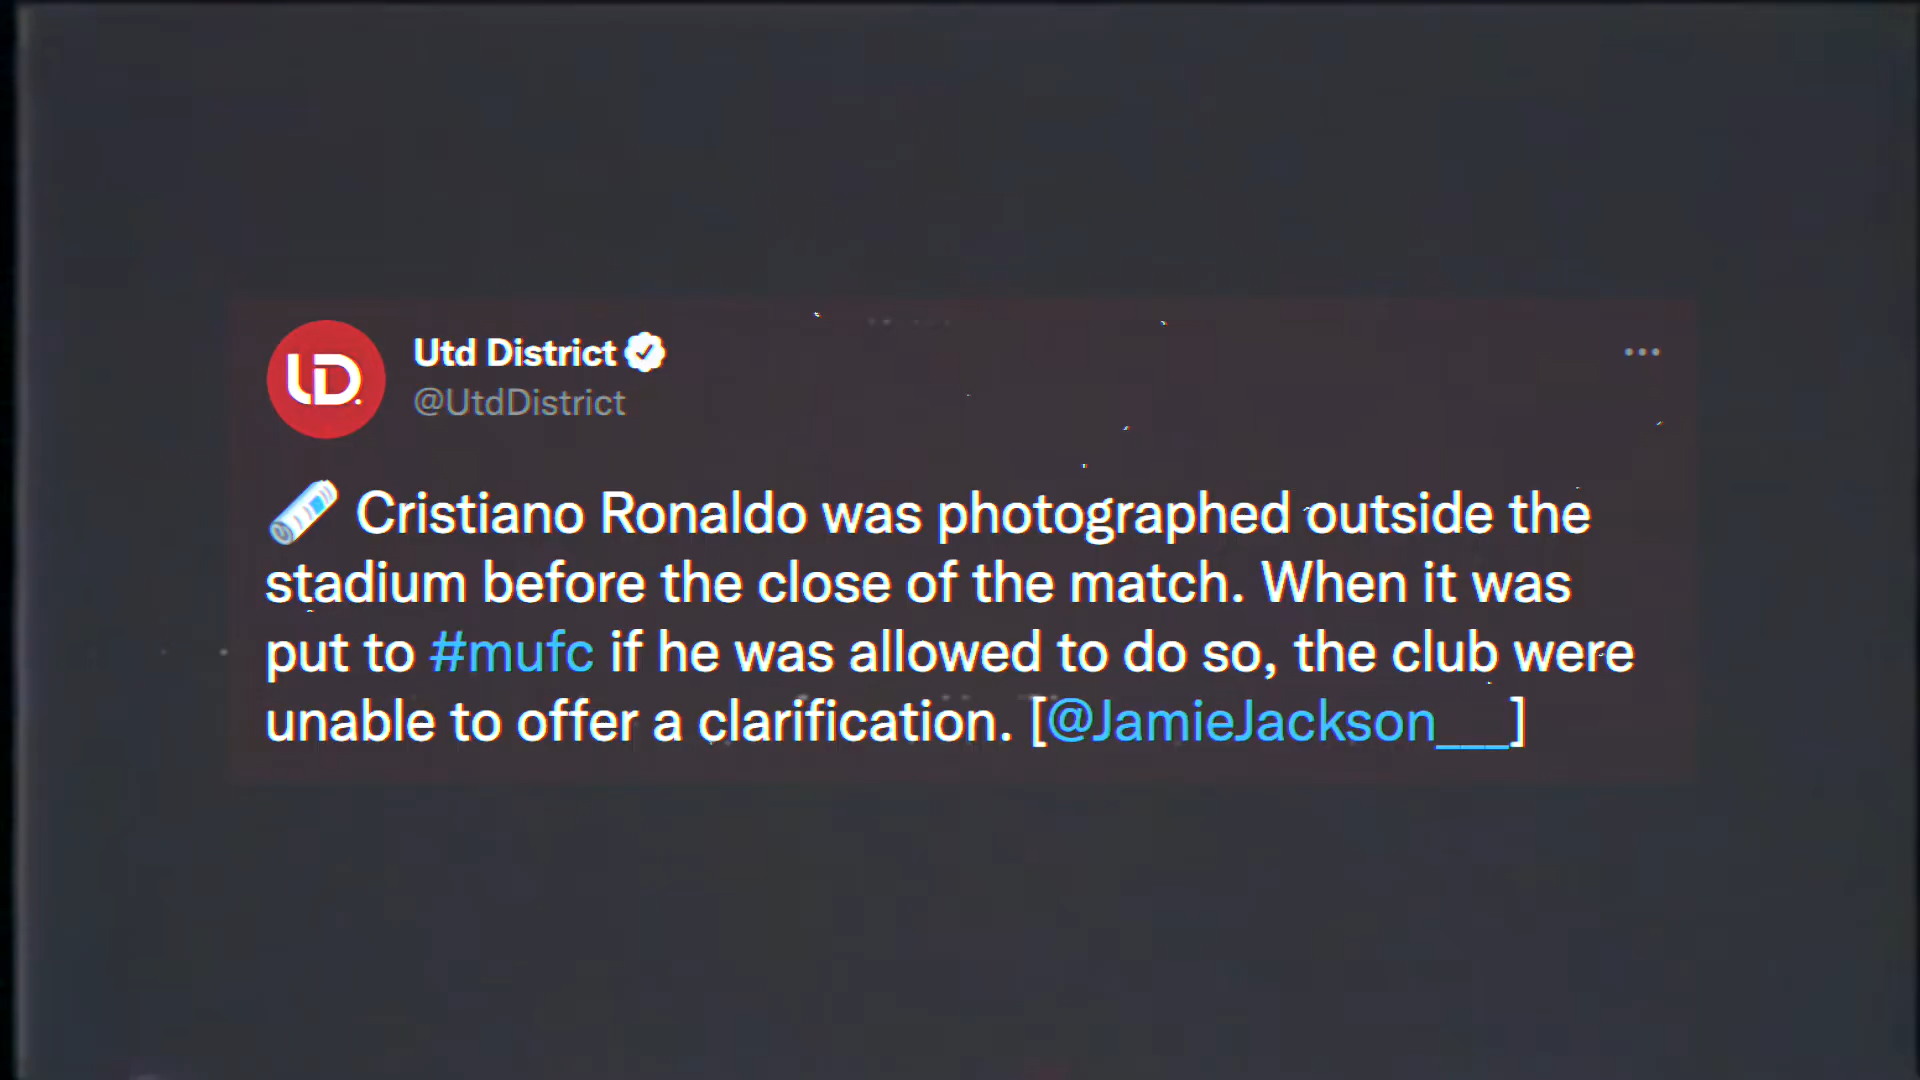 UD.
Utd District
@UtdDistrict
Cristiano Ronaldo was photographed outside the
stadium before the close of the match. When it was
put to #mufc if he was allowed to do so, the club were
unable to offer a clarification. [@JamieJackson___]